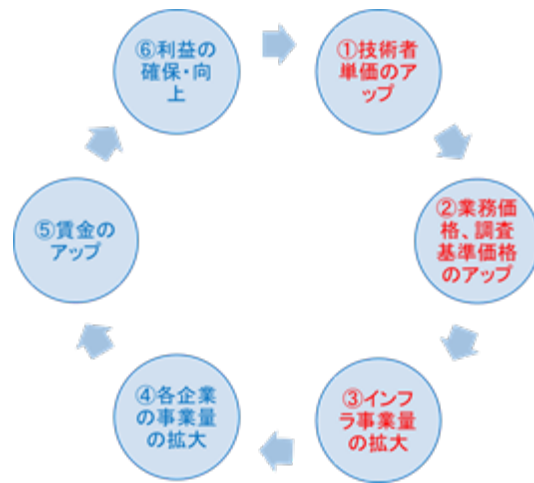 ①技術者
単価のア
ップ
②業務価
格、調査
基準価格
のアップ
③インフ
ラ事業量
の拡大
④各企業
の事業量
の拡大
⑤賃金の
アップ
⑥利益の
確保・向
上